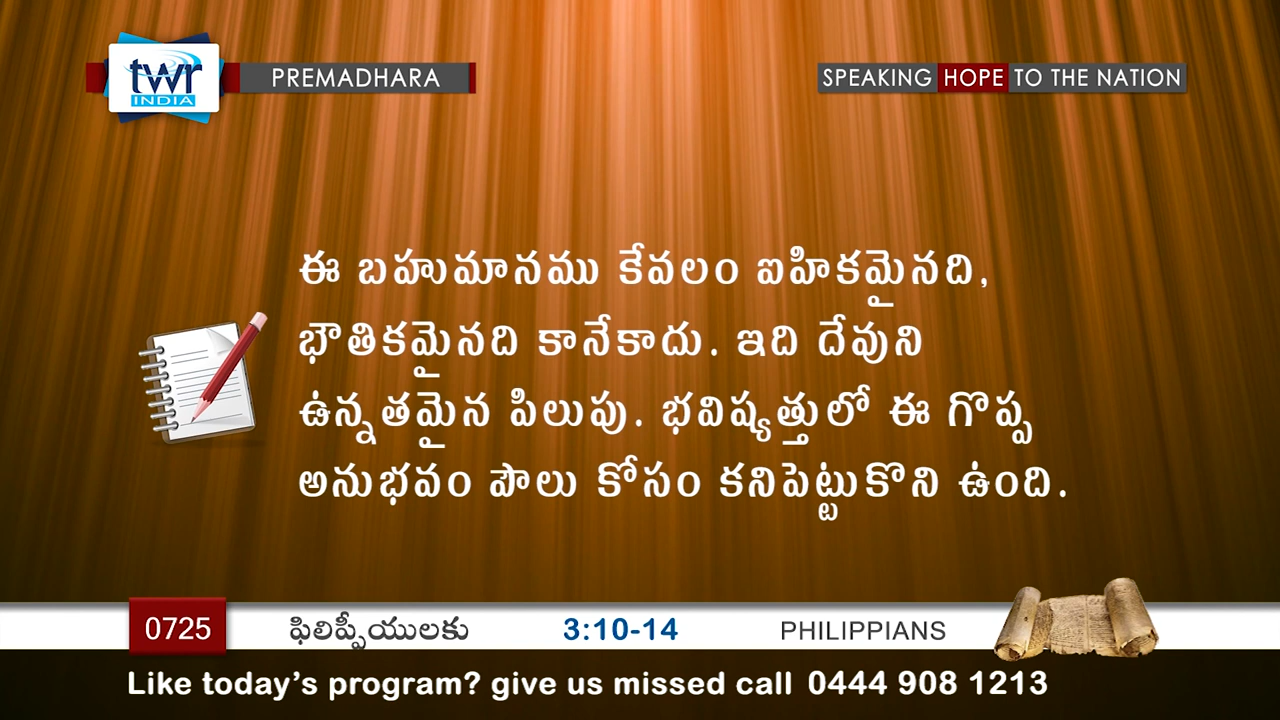 twr
INDIA
PREMADHARA
SPEAKING HOPE TO THE NATION
ఈ బహుమానము కేవలం ఐహికమైనది,
భౌతికమైనది కానేకాదు. ఇది దేవుని
ఉన్నతమైన పిలుపు. భవిష్యత్తులో ఈ గొప్ప
అనుభవం పౌలు కోసం కనిపెట్టుకొని ఉంది.
0725 ఫిలిప్పీయులకు 3:10-14 PHILIPPIANS
Like today's program? give us missed call 0444 908 1213